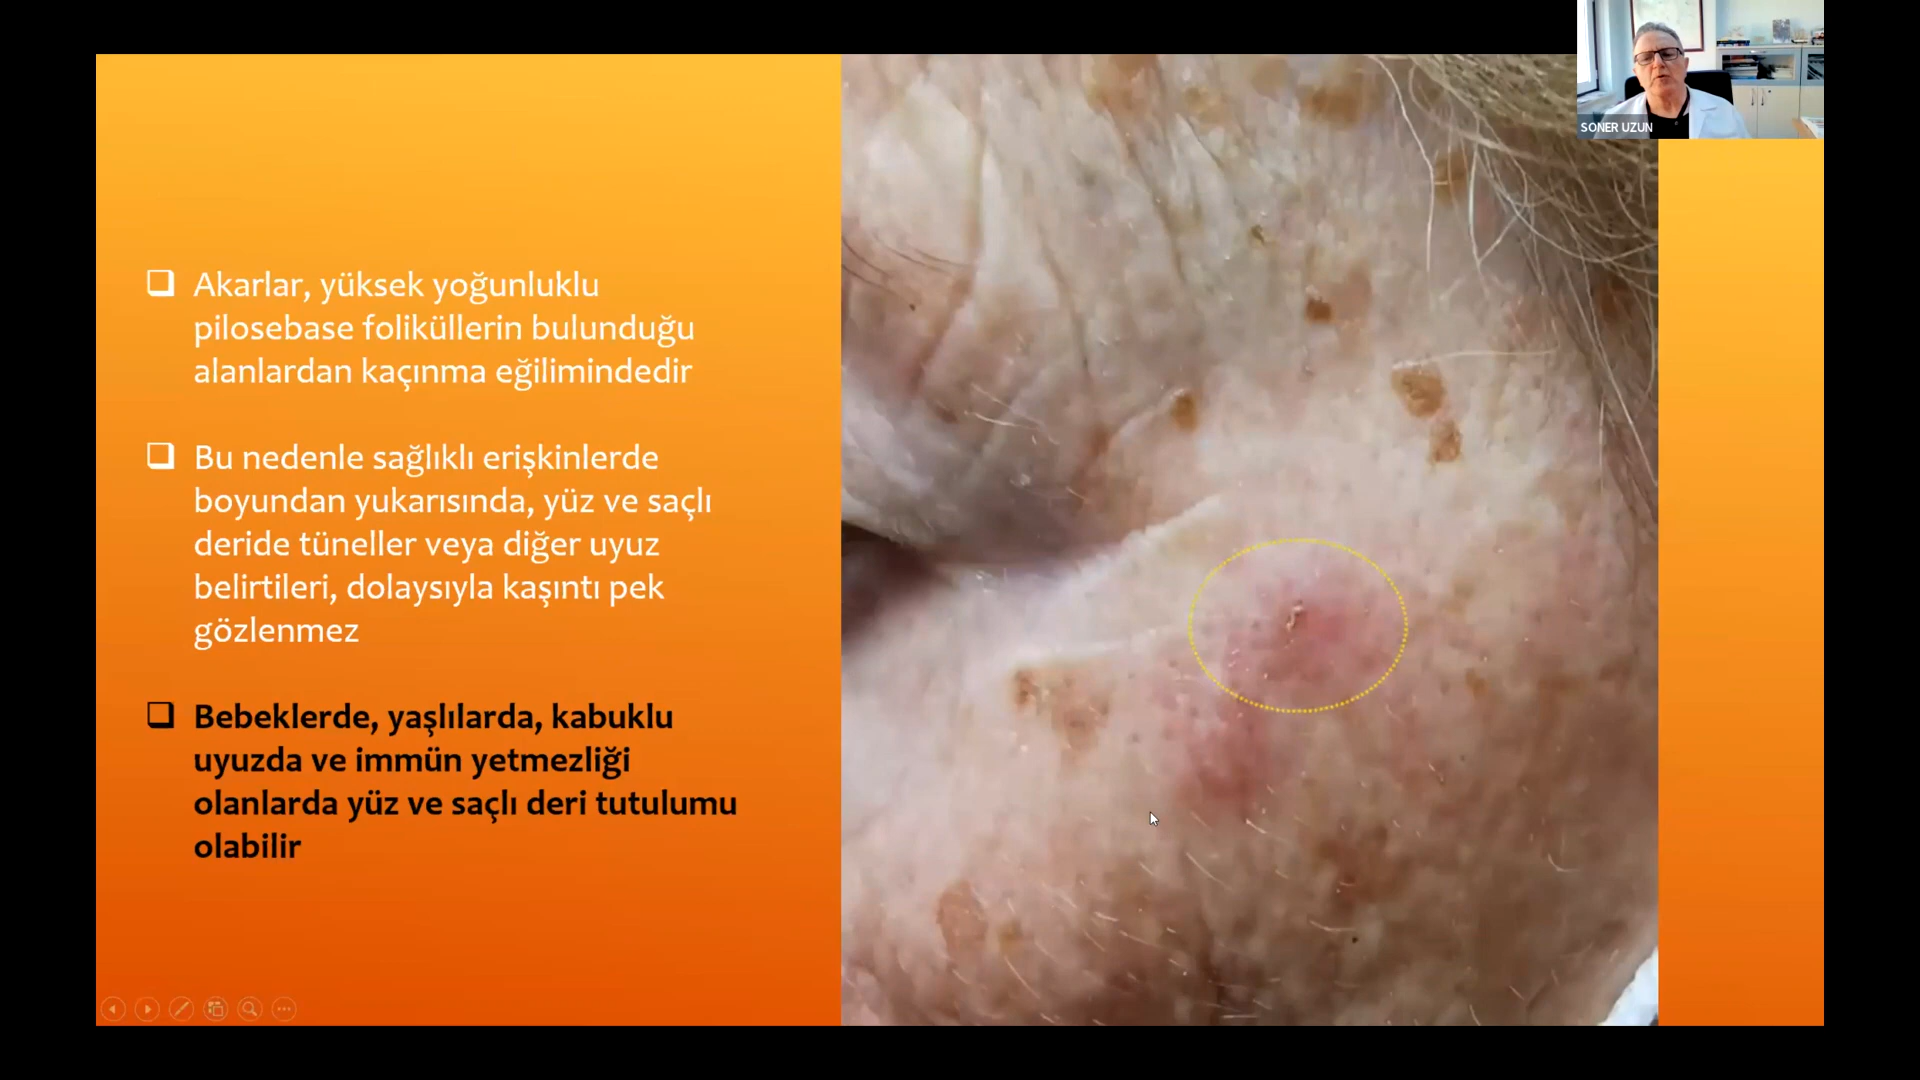 SONER UZUN
Akarlar, yüksek yoğunluklu
pilosebase foliküllerin bulunduğu
alanlardan kaçınma eğilimindedir
Bu nedenle sağlıklı erişkinlerde
boyundan yukarısında, yüz ve saçlı
deride tüneller veya diğer uyuz
belirtileri, dolaysıyla kaşıntı pek
gözlenmez
Bebeklerde, yaşlılarda, kabuklu
uyuzda ve immün yetmezliği
olanlarda yüz ve saçlı deri tutulumu
olabilir